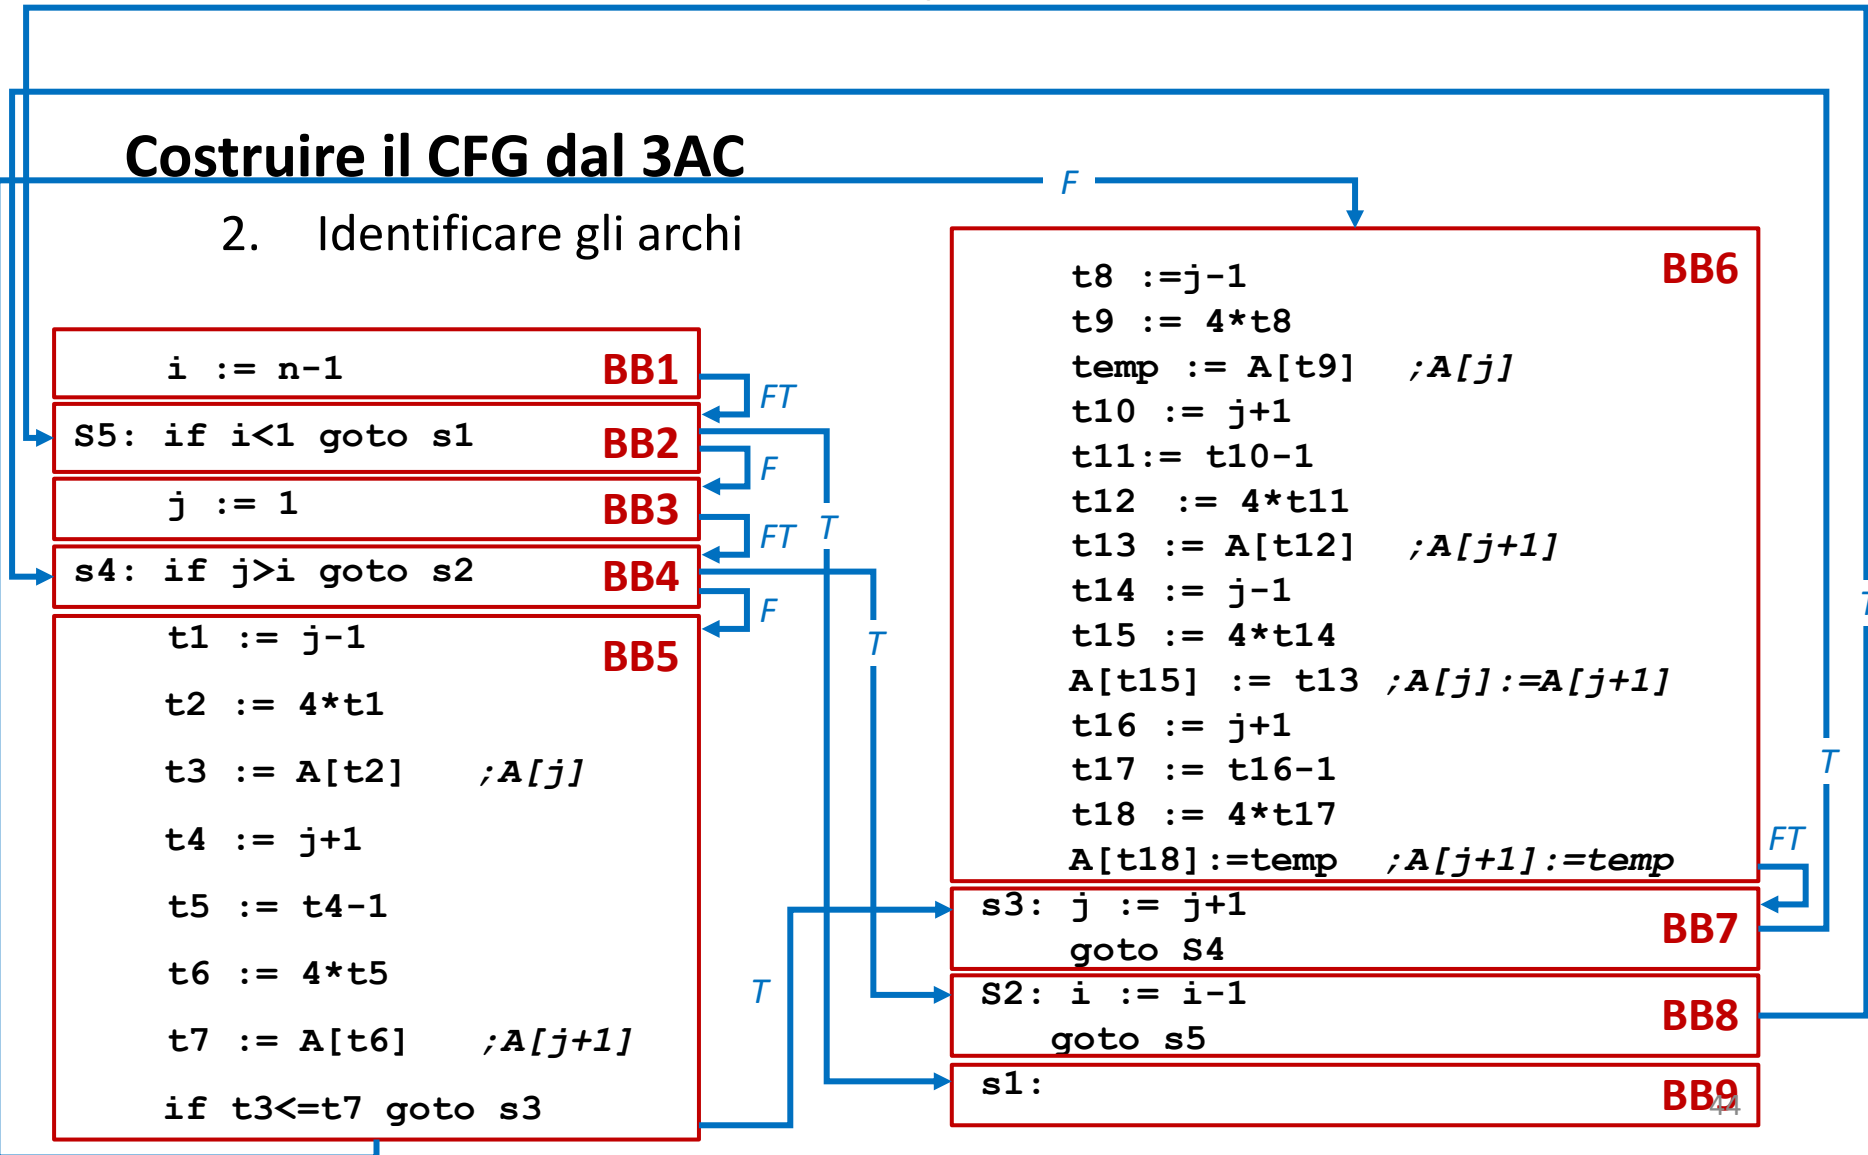 Costruire il CFG dal 3AC
2. Identificare gli archi
i := n-1 BB1
FT
S5: if i<1 goto s1 BB2
F
j := 1 BB3
FT
T
s4: if j>i goto s2 BB4
F
T
t1 := j-1 BB5
t2 := 4*t1
t3 := A[t2] ;A[j]
t4 := j+1
t5 := t4-1
t6 := 4*t5
t7 := A[t6] ;A[j+1]
if t3<=t7 goto s3
T
F
t8 :=j-1 BB6
t9 := 4*t8
temp := A[t9] ;A[j]
t10 := j+1
t11:= t10-1
t12 := 4*t11
t13 := A[t12] ;A[j+1]
t14 := j-1
t15 := 4*t14
A[t15] := t13 ;A[j]:=A[j+1]
t16 := j+1
t17 := t16-1
t18 := 4*t17
A[t18]:=temp ;A[j+1]:=temp
FT
T
T
s3: j := j+1 BB7
goto S4
S2: i := i-1 BB8
goto s5
s1: BB9
44